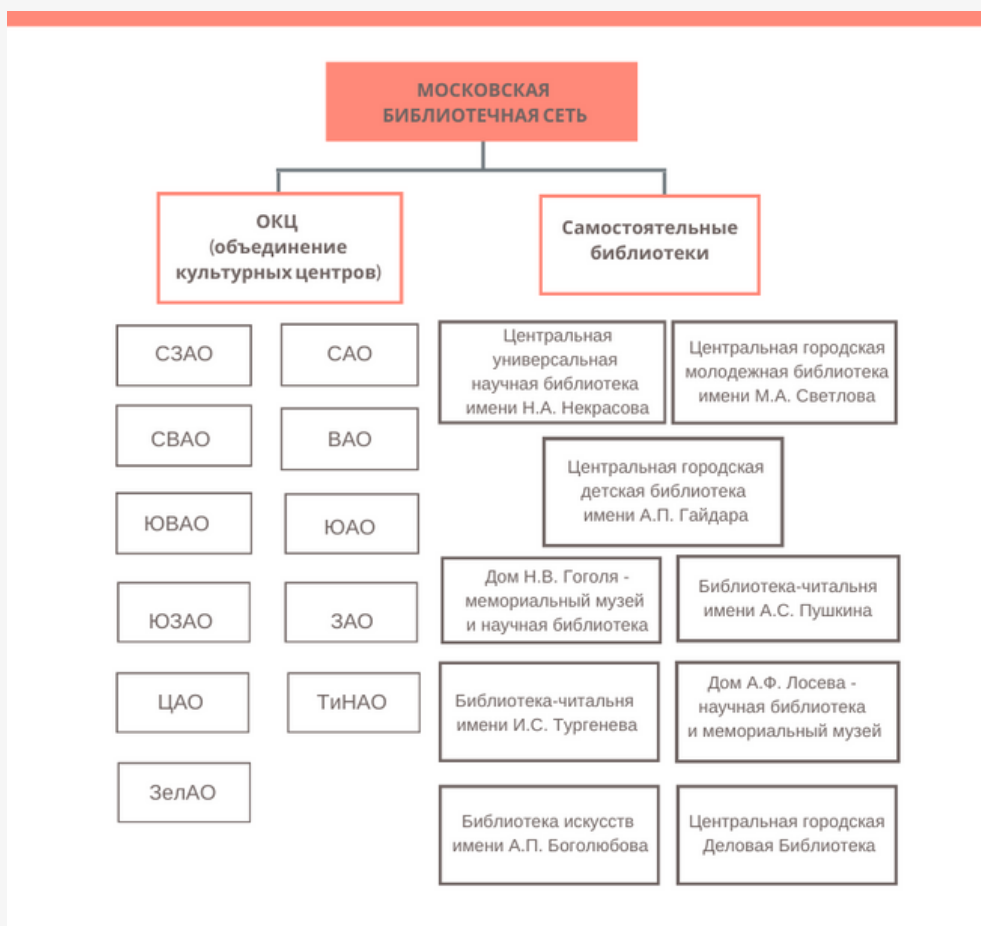 МОСКОВСКАЯ
БИБЛИОТЕЧНАЯ СЕТЬ
ОКЦ
(объединение
культурных центров)
Самостоятельные
библиотеки
СЗАО
САО
СВАО
ВАО
ЮВАО
ЮАО
ЮЗАО
ЗАО
ЦАО
ТиНАО
ЗелАО
Центральная
универсальная
научная библиотека
имени Н.А. Некрасова
Центральная городская
молодежная библиотека
имени М.А. Светлова
Центральная городская
детская библиотека
имени А.П. Гайдара
Дом Н.В. Гоголя -
мемориальный музей
и научная библиотека
Библиотека-читальня
имени А.С. Пушкина
Библиотека-читальня
имени И.С. Тургенева
Дом А.Ф. Лосева -
научная библиотека
и мемориальный музей
Библиотека искусств
имени А.П. Боголюбова
Центральная городская
Деловая Библиотека